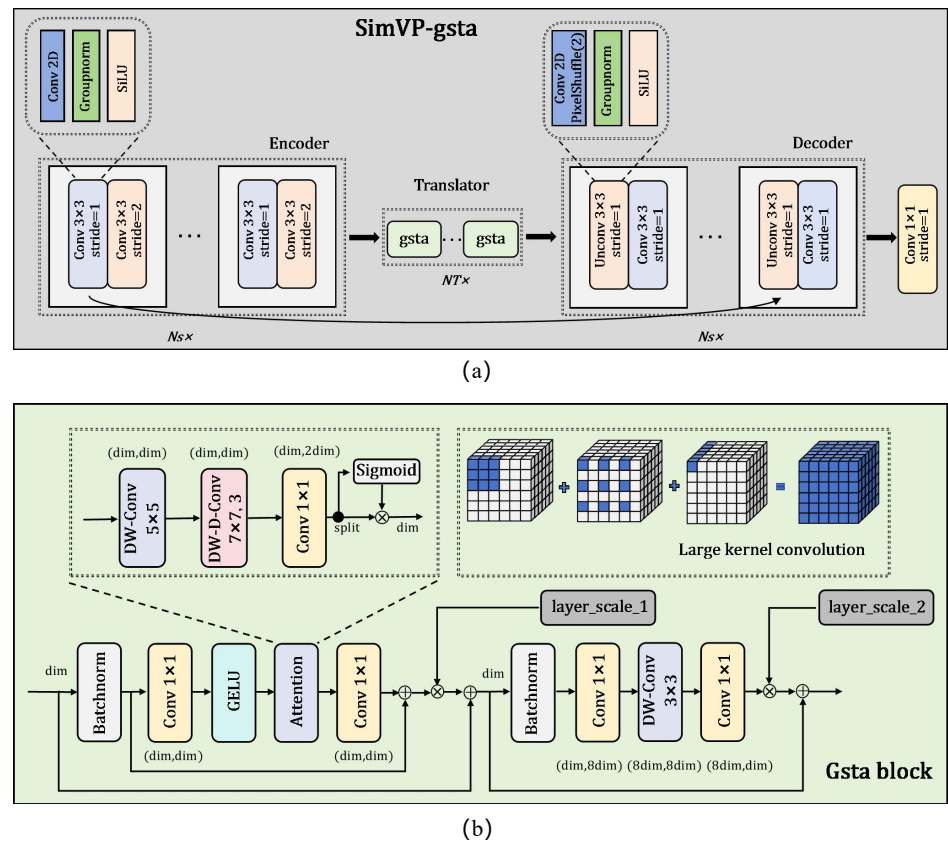 SimVP-gsta
Conv 2D
Groupnorm
SiLU
Conv 2D
PixelShuffle(2)
Groupnorm
SiLU
Encoder
Decoder
Translator
Conv 3×3
stride=1
Conv 3×3
stride=2
...
Conv 3×3
stride=1
Conv 3×3
stride=2
gsta
...
gsta
NT×
Unconv 3×3
stride=1
Conv 3×3
stride=1
...
Unconv 3×3
stride=1
Conv 3×3
stride=1
Conv 1×1
stride=1
Ns×
Ns×
(a)
(dim,dim)
(dim,dim)
(dim,2dim)
DW-Conv
5×5
DW-D-Conv
7×7, 3
Conv 1×1
split
Sigmoid
dim
Large kernel convolution
layer_scale_1
layer_scale_2
dim
Batchnorm
Conv 1×1
GELU
Attention
Conv 1×1
(dim,dim)
(dim,dim)
dim
Batchnorm
Conv 1×1
DW-Conv
3×3
Conv 1×1
(dim,8dim)
(8dim,8dim)
(8dim,dim)
Gsta block
(b)